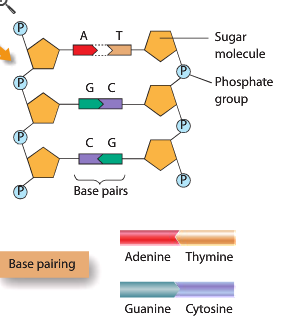 P
A T
Sugar
molecule
P
P
Phosphate
group
G C
P
P
C G
P
P
Base pairs
Adenine Thymine
Base pairing
Guanine Cytosine